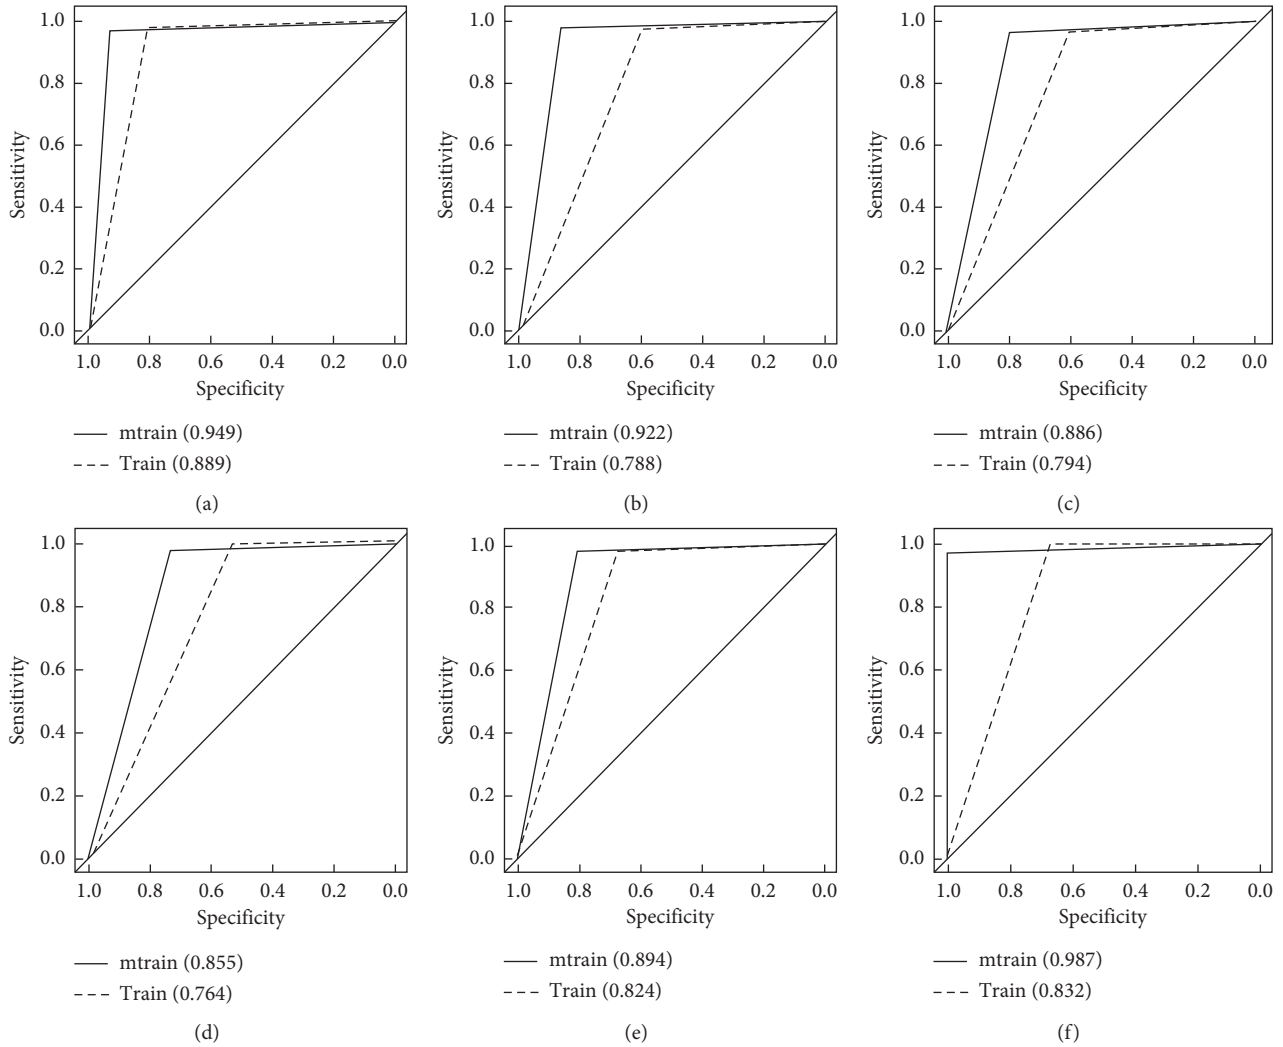 1.0
0.8
0.6
0.4
0.2
0.0
Sensitivity
1.0 0.8 0.6 0.4 0.2 0.0
Specificity
mtrain (0.949)
Train (0.889)
(a)
1.0
0.8
0.6
0.4
0.2
0.0
Sensitivity
1.0 0.8 0.6 0.4 0.2 0.0
Specificity
mtrain (0.922)
Train (0.788)
(b)
1.0
0.8
0.6
0.4
0.2
0.0
Sensitivity
1.0 0.8 0.6 0.4 0.2 0.0
Specificity
mtrain (0.886)
Train (0.794)
(c)
1.0
0.8
0.6
0.4
0.2
0.0
Sensitivity
1.0 0.8 0.6 0.4 0.2 0.0
Specificity
mtrain (0.855)
Train (0.764)
(d)
1.0
0.8
0.6
0.4
0.2
0.0
Sensitivity
1.0 0.8 0.6 0.4 0.2 0.0
Specificity
mtrain (0.894)
Train (0.824)
(e)
1.0
0.8
0.6
0.4
0.2
0.0
Sensitivity
1.0 0.8 0.6 0.4 0.2 0.0
Specificity
mtrain (0.987)
Train (0.832)
(f)